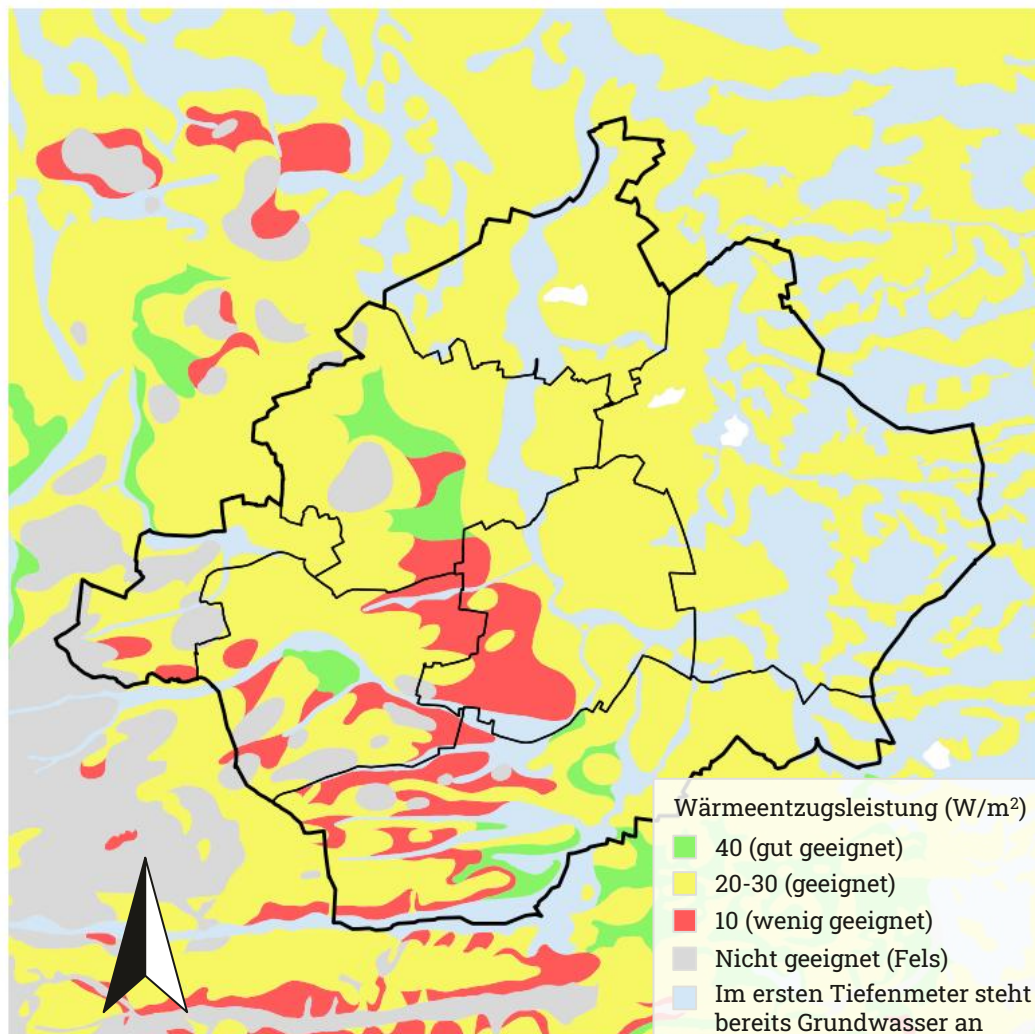 Wärmeentzugsleistung (W/m²)
40 (gut geeignet)
20-30 (geeignet)
10 (wenig geeignet)
Nicht geeignet (Fels)
Im ersten Tiefenmeter steht
bereits Grundwasser an